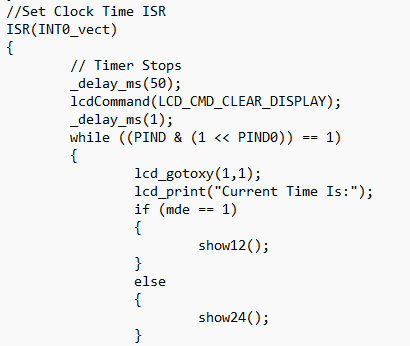 //Set Clock Time ISR
ISR(INT0_vect)
{
        // Timer Stops
        _delay_ms(50);
        lcdCommand(LCD_CMD_CLEAR_DISPLAY);
        _delay_ms(1);
        while ((PIND & (1 << PIND0)) == 1)
        {
                lcd_gotoxy(1,1);
                lcd_print("Current Time Is:");
                if (mde == 1)
                {
                        show12();
                }
                else
                {
                        show24();
                }